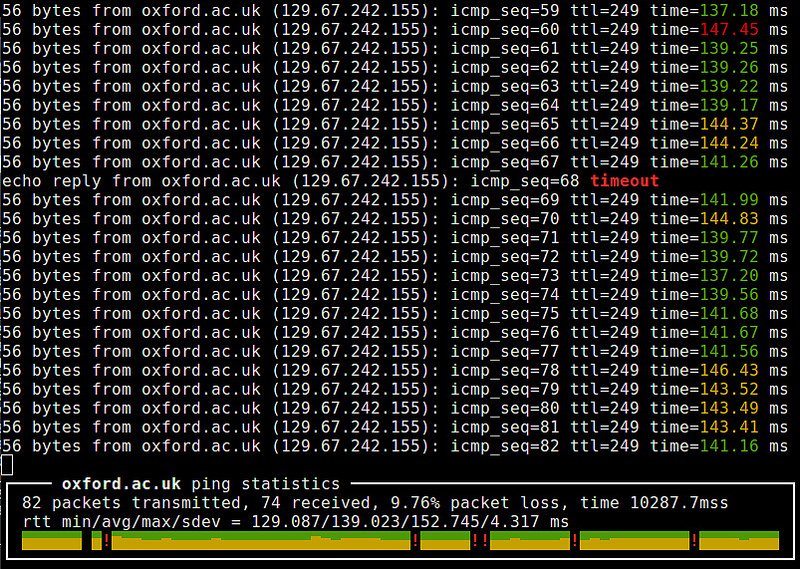 56 bytes from oxford.ac.uk (129.67.242.155): icmp_seq=59 ttl=249 time=137.18 ms
56 bytes from oxford.ac.uk (129.67.242.155): icmp_seq=60 ttl=249 time=147.45 ms
56 bytes from oxford.ac.uk (129.67.242.155): icmp_seq=61 ttl=249 time=139.25 ms
56 bytes from oxford.ac.uk (129.67.242.155): icmp_seq=62 ttl=249 time=139.26 ms
56 bytes from oxford.ac.uk (129.67.242.155): icmp_seq=63 ttl=249 time=139.22 ms
56 bytes from oxford.ac.uk (129.67.242.155): icmp_seq=64 ttl=249 time=139.17 ms
56 bytes from oxford.ac.uk (129.67.242.155): icmp_seq=65 ttl=249 time=144.37 ms
56 bytes from oxford.ac.uk (129.67.242.155): icmp_seq=66 ttl=249 time=144.24 ms
56 bytes from oxford.ac.uk (129.67.242.155): icmp_seq=67 ttl=249 time=141.26 ms
echo reply from oxford.ac.uk (129.67.242.155): icmp_seq=68 timeout
56 bytes from oxford.ac.uk (129.67.242.155): icmp_seq=69 ttl=249 time=141.99 ms
56 bytes from oxford.ac.uk (129.67.242.155): icmp_seq=70 ttl=249 time=144.83 ms
56 bytes from oxford.ac.uk (129.67.242.155): icmp_seq=71 ttl=249 time=139.77 ms
56 bytes from oxford.ac.uk (129.67.242.155): icmp_seq=72 ttl=249 time=139.72 ms
56 bytes from oxford.ac.uk (129.67.242.155): icmp_seq=73 ttl=249 time=137.20 ms
56 bytes from oxford.ac.uk (129.67.242.155): icmp_seq=74 ttl=249 time=139.56 ms
56 bytes from oxford.ac.uk (129.67.242.155): icmp_seq=75 ttl=249 time=141.68 ms
56 bytes from oxford.ac.uk (129.67.242.155): icmp_seq=76 ttl=249 time=141.67 ms
56 bytes from oxford.ac.uk (129.67.242.155): icmp_seq=77 ttl=249 time=141.56 ms
56 bytes from oxford.ac.uk (129.67.242.155): icmp_seq=78 ttl=249 time=146.43 ms
56 bytes from oxford.ac.uk (129.67.242.155): icmp_seq=79 ttl=249 time=143.52 ms
56 bytes from oxford.ac.uk (129.67.242.155): icmp_seq=80 ttl=249 time=143.49 ms
56 bytes from oxford.ac.uk (129.67.242.155): icmp_seq=81 ttl=249 time=143.41 ms
56 bytes from oxford.ac.uk (129.67.242.155): icmp_seq=82 ttl=249 time=141.16 ms
oxford.ac.uk ping statistics
82 packets transmitted, 74 received, 9.76% packet loss, time 10287.7mss
rtt min/avg/max/sdev = 129.087/139.023/152.745/4.317 ms
! ! !! ! !